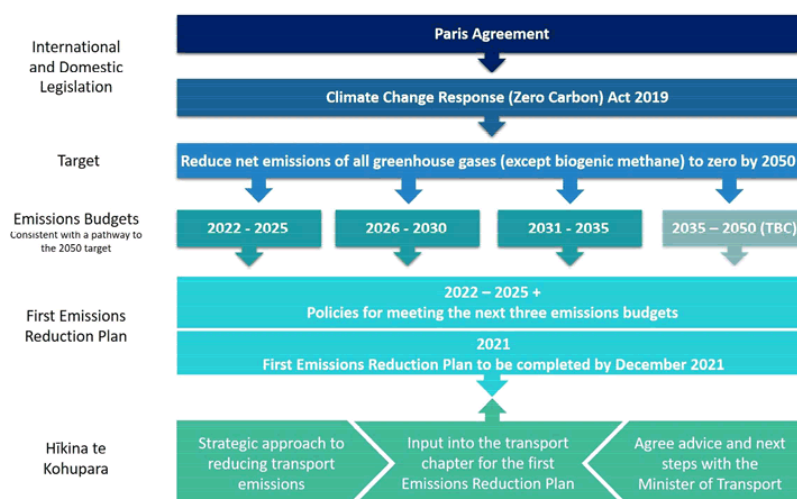 International
and Domestic
Legislation
Paris Agreement
Climate Change Response (Zero Carbon) Act 2019
Target
Reduce net emissions of all greenhouse gases (except biogenic methane) to zero by 2050
Emissions Budgets
Consistent with a pathway to
the 2050 target
2022 - 2025
2026 - 2030
2031 - 2035
2035 – 2050 (TBC)
First Emissions
Reduction Plan
2022 – 2025 +
Policies for meeting the next three emissions budgets
2021
First Emissions Reduction Plan to be completed by December 2021
Hīkina te
Kohupara
Strategic approach to
reducing transport
emissions
Input into the transport
chapter for the first
Emissions Reduction Plan
Agree advice and next
steps with the
Minister of Transport